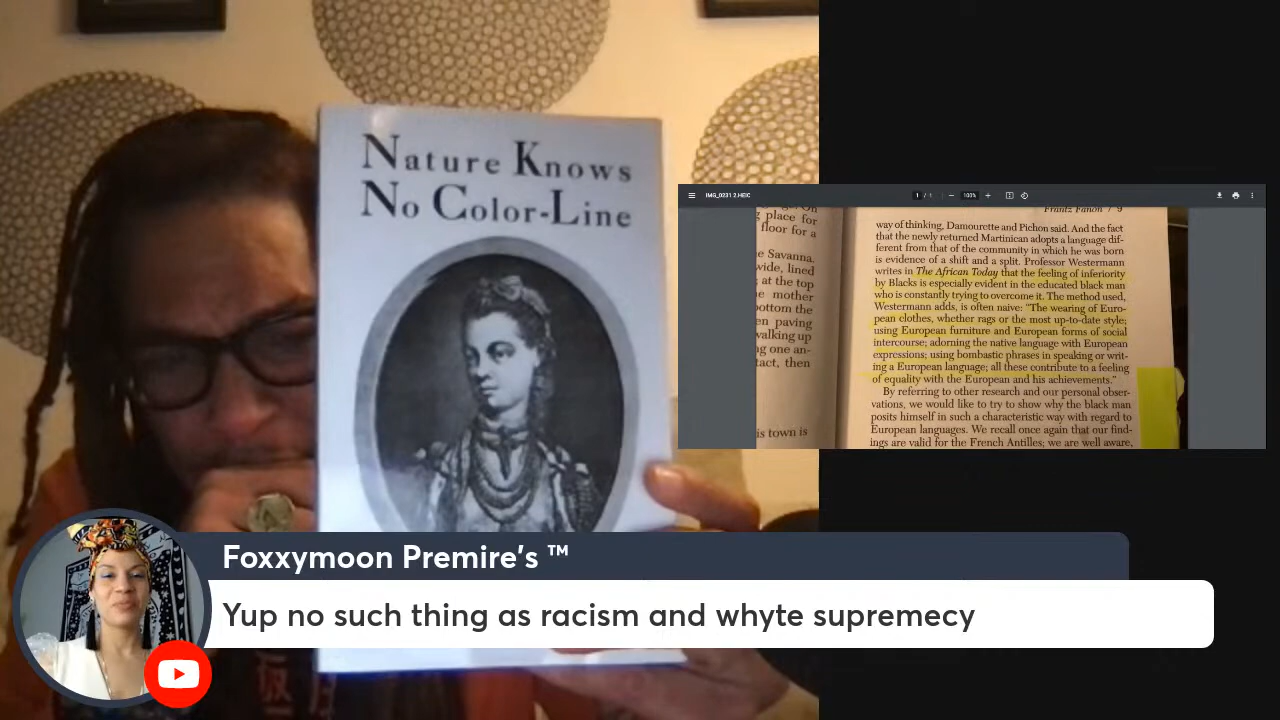 Nature Knows
No Color-Line
IMG_0231 2.HEIC
1 / 1
100%
Frantz Fanon / 9
place for
floor for a
e Savanna.
wide, lined
; at the top
e mother
bottom the
en paving
valking up
ng one an-
tact, then
is town is
way of thinking, Damourette and Pichon said. And the fact
that the newly returned Martinican adopts a language dif-
ferent from that of the community in which he was born
is evidence of a shift and a split. Professor Westermann
writes in The African Today that the feeling of inferiority
by Blacks is especially evident in the educated black man
who is constantly trying to overcome it. The method used,
Westermann adds, is often naive: "The wearing of Euro-
pean clothes, whether rags or the most up-to-date style;
using European furniture and European forms of social
intercourse; adorning the native language with European
expressions; using bombastic phrases in speaking or writ-
ing a European language; all these contribute to a feeling
of equality with the European and his achievements."
By referring to other research and our personal obser-
vations, we would like to try to show why the black man
posits himself in such a characteristic way with regard to
European languages. We recall once again that our find-
ings are valid for the French Antilles; we are well aware,
Foxxymoon Premire's ™
Yup no such thing as racism and whyte supremecy